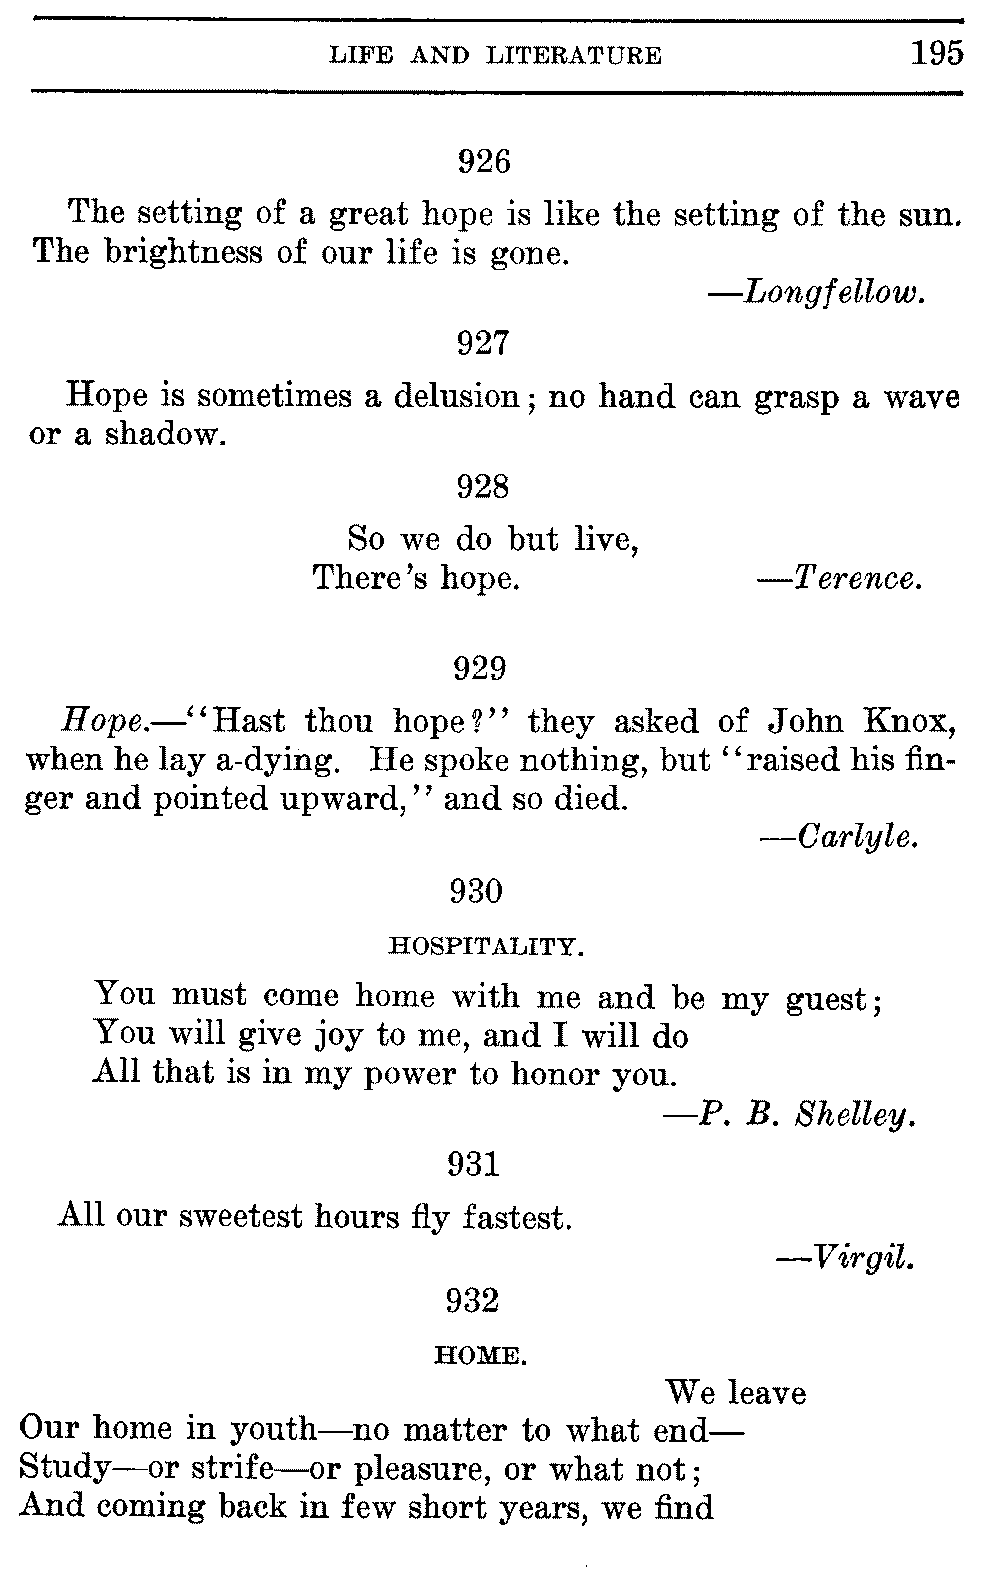 LIFE AND LITERATURE 195
926
The setting of a great hope is like the setting of the sun.
The brightness of our life is gone.
—Longfellow.
927
Hope is sometimes a delusion; no hand can grasp a wave
or a shadow.
928
So we do but live,
There's hope. —Terence.
929
Hope.—"Hast thou hope?" they asked of John Knox,
when he lay a-dying. He spoke nothing, but "raised his fin-
ger and pointed upward," and so died.
—Carlyle.
930
HOSPITALITY.
You must come home with me and be my guest;
You will give joy to me, and I will do
All that is in my power to honor you.
—P. B. Shelley.
931
All our sweetest hours fly fastest.
—Virgil.
932
HOME.
We leave
Our home in youth—no matter to what end—
Study—or strife—or pleasure, or what not;
And coming back in few short years, we find